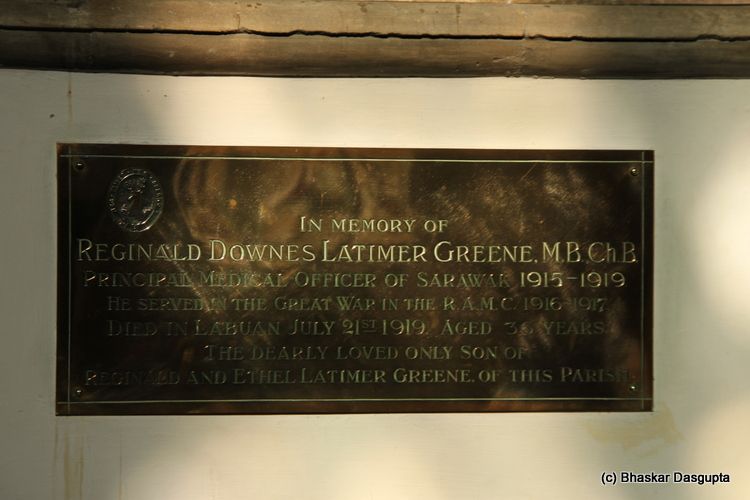 IN MEMORY OF
REGINALD DOWNES LATIMER GREENE, M.B. Ch.B.
PRINCIPAL MEDICAL OFFICER OF SARAWAK 1915-1919
HE SERVED IN THE GREAT WAR IN THE R.A.M.C. 1916-1917.
DIED IN LABUAN JULY 21ST 1919. AGED YEARS.
THE DEARLY LOVED ONLY SON OF
REGINALD AND ETHEL LATIMER GREENE, OF THIS PARISH.
(c) Bhaskar Dasgupta